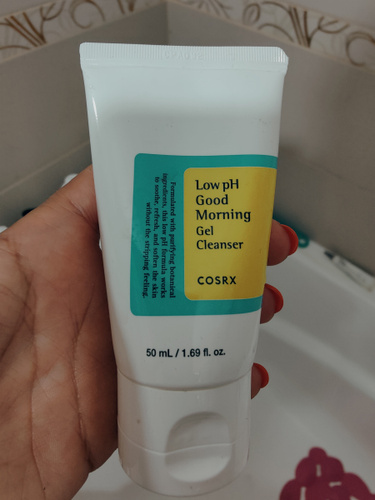 Low pH
Good
Morning
Gel
Cleanser
COSRX
Formulated with purifying botanical
ingredients, this low pH formula works
to soothe, refresh, and soften the skin
without the stripping feeling.
50 mL / 1.69 fl. oz.